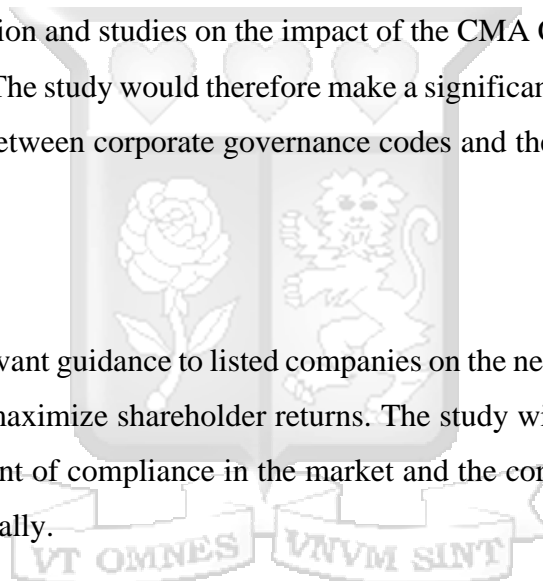 ion and studies on the impact of the CMA
The study would therefore make a significan
etween corporate governance codes and the
vant guidance to listed companies on the ne
maximize shareholder returns. The study wi
nt of compliance in the market and the cor
ally.
VT OMNES VNVM SINT